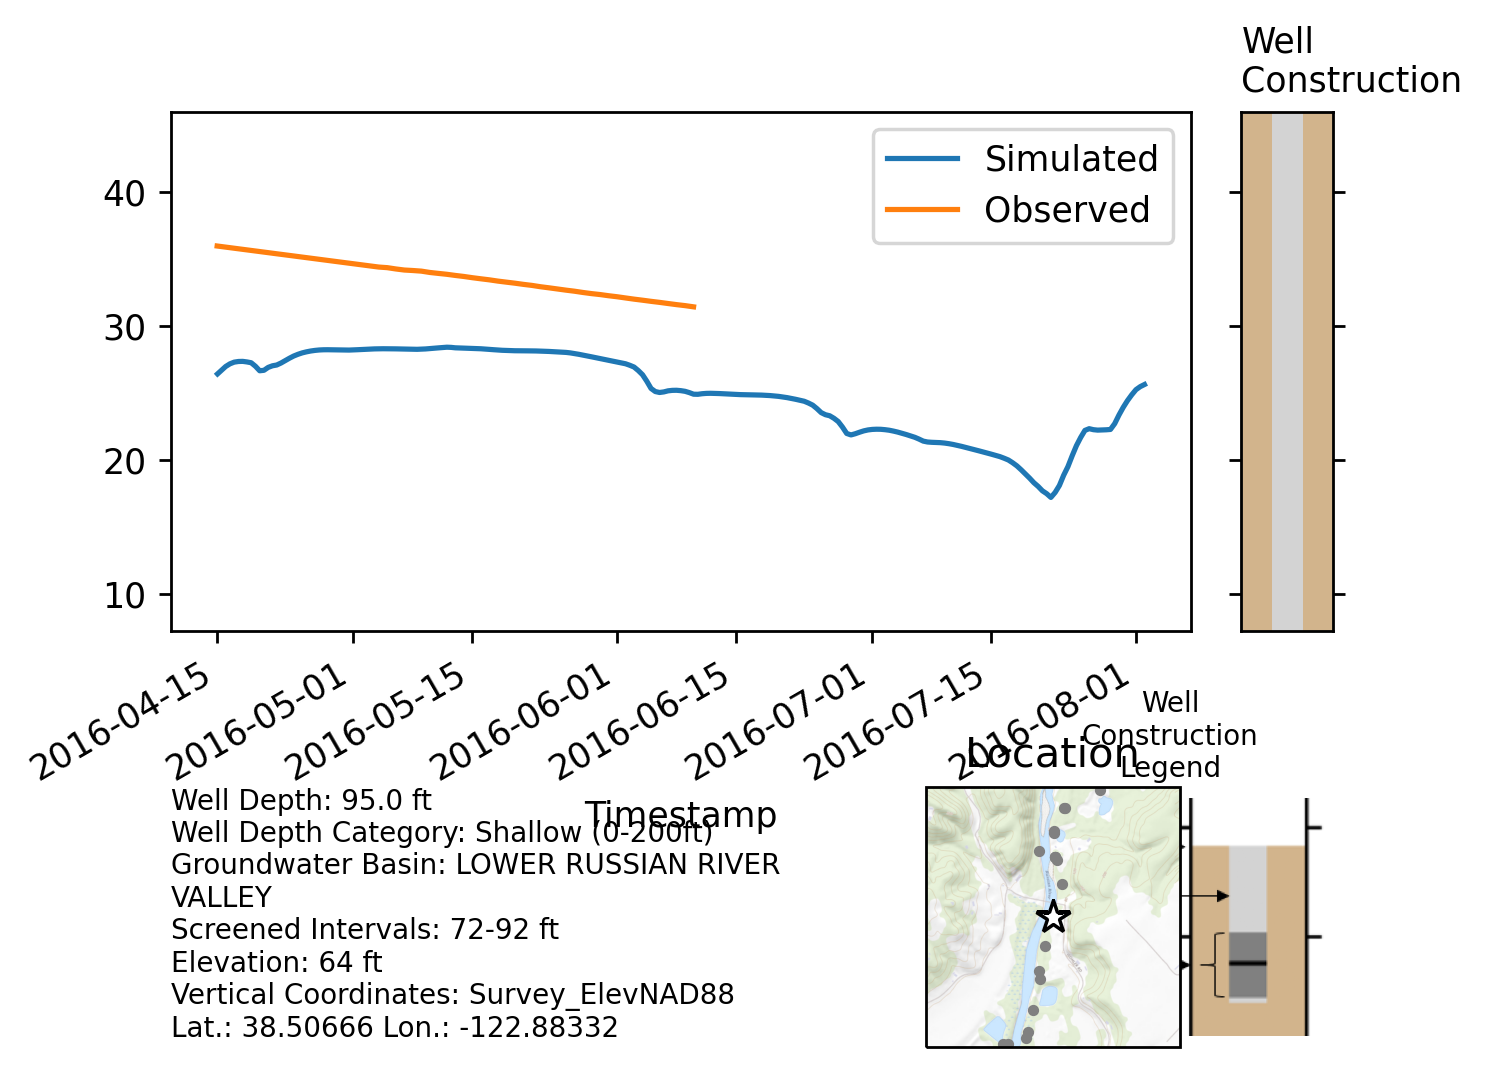 Well
Construction
Simulated
Observed
40
30
20
10
2016-04-15
2016-05-01
2016-05-15
2016-06-01
2016-06-15
2016-07-01
2016-07-15
2016-08-01
Timestamp
Well
Construction
Legend
Location
Well Depth: 95.0 ft
Well Depth Category: Shallow (0-200ft)
Groundwater Basin: LOWER RUSSIAN RIVER
VALLEY
Screened Intervals: 72-92 ft
Elevation: 64 ft
Vertical Coordinates: Survey_ElevNAD88
Lat.: 38.50666 Lon.: -122.88332